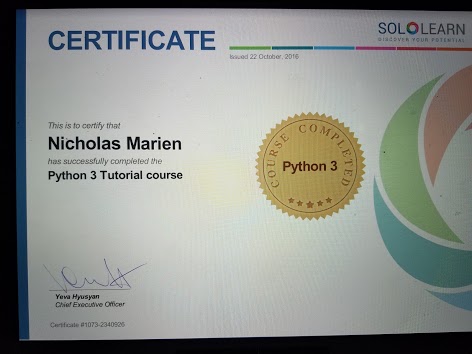 CERTIFICATE
SOLOLEARN
DISCOVER YOUR POTENTIAL
Issued 22 October, 2016
This is to certify that
Nicholas Marien
has successfully completed the
Python 3 Tutorial course
COURSE COMPLETED
Python 3
Yeva Hyusyan
Chief Executive Officer
Certificate #1073-2340926